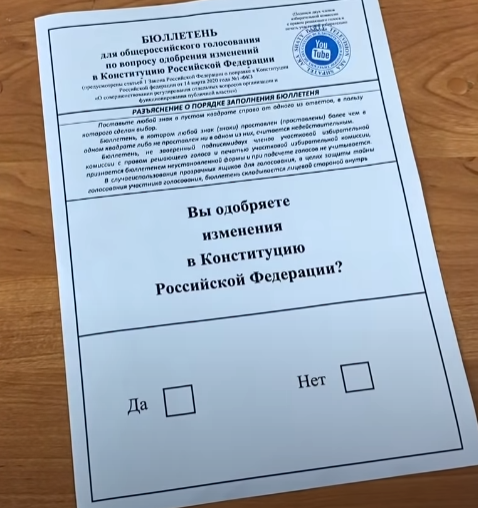 БЮЛЛЕТЕНЬ
для общероссийского голосования
по вопросу одобрения изменений
в Конституцию Российской Федерации
(предусмотрены статьей 1 Закона Российской Федерации о поправке к Конституции
Российской Федерации от 14 марта 2020 года №1-ФКЗ
«О совершенствовании регулирования отдельных вопросов организации и
функционирования публичной власти»)
You
Tube
РАЗЪЯСНЕНИЕ О ПОРЯДКЕ ЗАПОЛНЕНИЯ БЮЛЛЕТЕНЯ
Поставьте любой знак в пустом квадрате справа от одного из ответов, в пользу
которого сделан выбор.
Бюллетень, в котором любой знак (знаки) проставлен (проставлены) более чем в
одном квадрате либо не проставлен ни в одном из них, считается недействительным.
Бюллетень, не заверенный подписями двух членов участковой избирательной
комиссии с правом решающего голоса и печатью участковой избирательной комиссии,
признается бюллетенем неустановленной формы и при подсчете голосов не учитывается.
В случае использования прозрачных ящиков для голосования, в целях защиты тайны
голосования участника голосования, бюллетень складывается лицевой стороной внутрь
Вы одобряете
изменения
в Конституцию
Российской Федерации?
Да
Нет